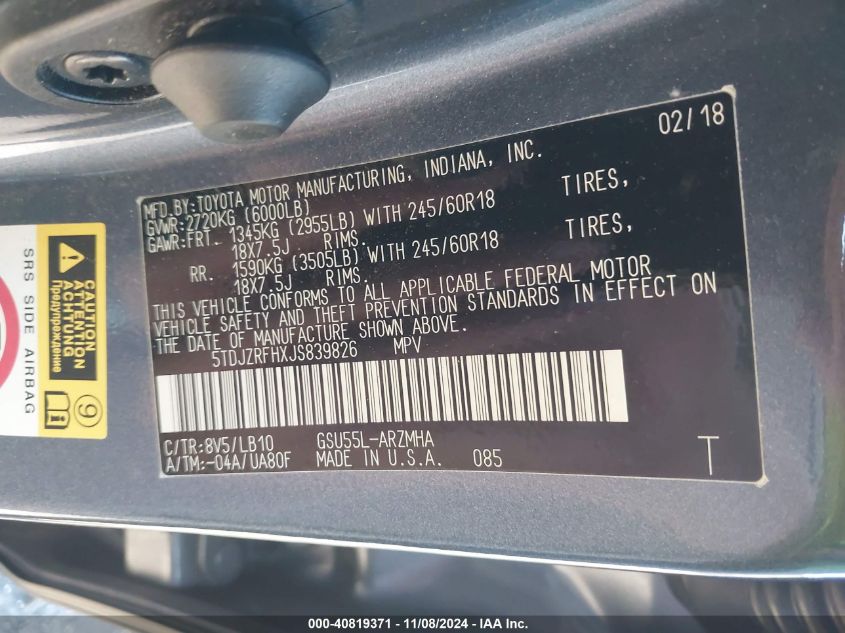 02/18
MFD.BY:TOYOTA MOTOR MANUFACTURING, INDIANA, INC.
GVWR:2720KG (6000LB)
GAWR:FRT. 1345KG (2955LB) WITH 245/60R18 TIRES,
18X7.5J RIMS.
RR. 1590KG (3505LB) WITH 245/60R18 TIRES,
18X7.5J RIMS.
THIS VEHICLE CONFORMS TO ALL APPLICABLE FEDERAL MOTOR
VEHICLE SAFETY AND THEFT PREVENTION STANDARDS IN EFFECT ON
THE DATE OF MANUFACTURE SHOWN ABOVE.
5TDJZRFHXJS839826 MPV
C/TR:8V5/LB10 GSU55L-ARZMHA
A/TM:-04A/UA80F MADE IN U.S.A. 085
T
CAUTION
ATTENTION
ACHTUNG
Предупреждение
SRS SIDE AIRBAG
9
000-40819371 - 11/08/2024 - IAA Inc.